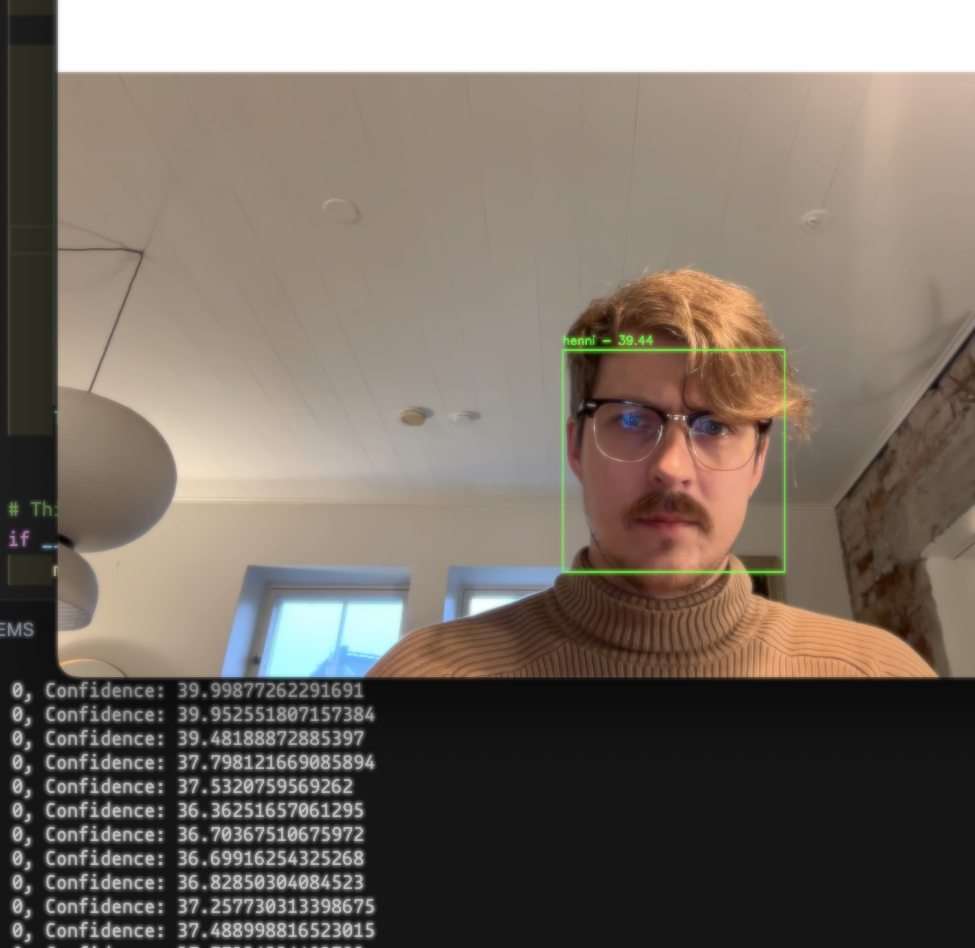 henni - 39.44
# Thi
if _
EMS
0, Confidence: 39.99877262291691
0, Confidence: 39.952551807157384
0, Confidence: 39.48188872885397
0, Confidence: 37.798121669085894
0, Confidence: 37.5320759569262
0, Confidence: 36.36251657061295
0, Confidence: 36.70367510675972
0, Confidence: 36.69916254325268
0, Confidence: 36.82850304084523
0, Confidence: 37.257730313398675
0, Confidence: 37.488998816523015